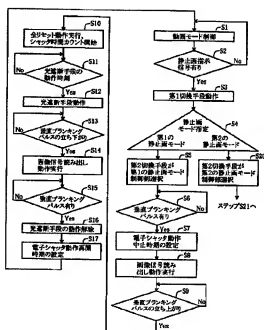 S10
全リセット動作実行,
シャッタ時間カウント開始
S11
No
光遮断手段の
動作時刻
Yes
S12
光遮断手段動作
S13
No
垂直ブランキング
パルスの立ち下がり
Yes
S14
画像信号読み出し
動作実行
S15
No
垂直ブランキング
パルス有り
Yes
S16
光遮断手段の動作解除
S17
電子シャッタ動作再開
時期の設定
S1
動画モード制御
S2
No
静止画指示
信号有り
Yes
S3
第1切換手段動作
S4
静止画
モード指定
第1の
静止画モード
第2の
静止画モード
S5
第2切換手段が
第1の静止画モード
制御部選択
S20
第2切換手段が
第2の静止画モード
制御部選択
ステップS21へ
S6
No
垂直ブランキング
パルス有り
Yes
S7
電子シャッタ動作
中止時期の設定
S8
画像信号読み
出し動作実行
S9
No
垂直ブランキング
パルスの立ち上がり
Yes